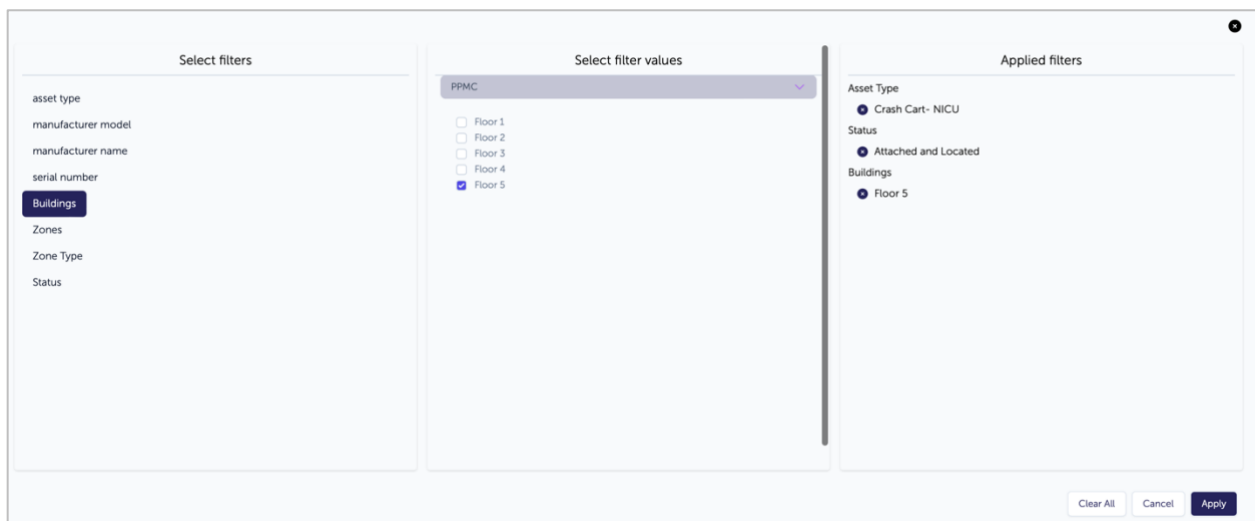 Select filters
asset type
manufacturer model
manufacturer name
serial number
Buildings
Zones
Zone Type
Status
Select filter values
PPMC
Floor 1
Floor 2
Floor 3
Floor 4
Floor 5
Applied filters
Asset Type
Crash Cart- NICU
Status
Attached and Located
Buildings
Floor 5
Clear All
Cancel
Apply